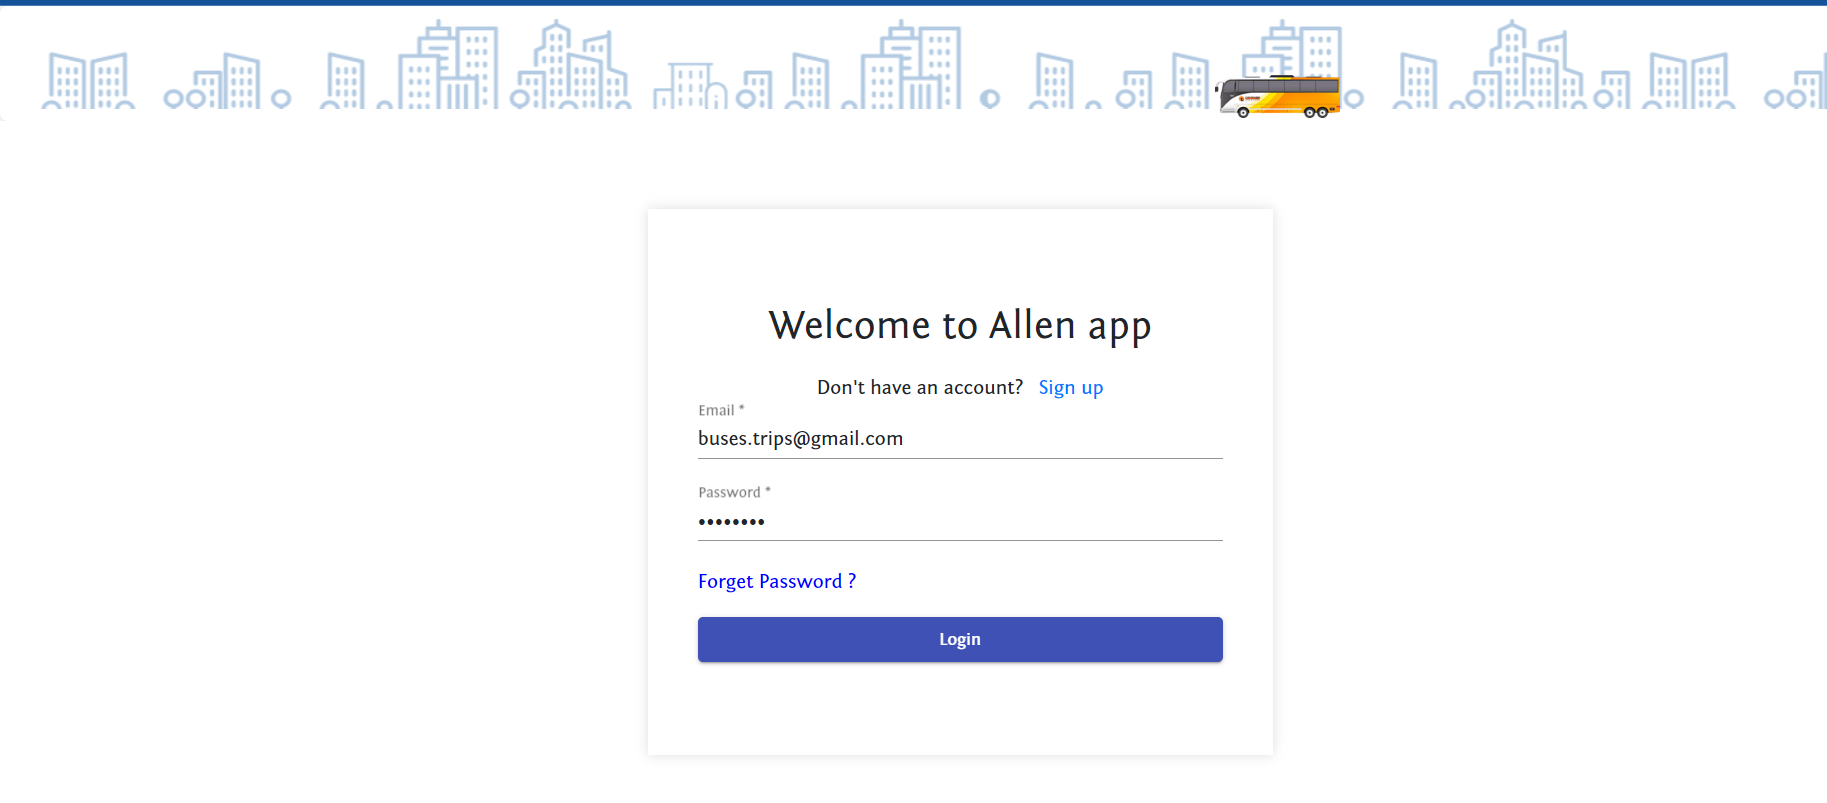 Welcome to Allen app
Don't have an account? Sign up
Email *
buses.trips@gmail.com
Password *
••••••••
Forget Password ?
Login